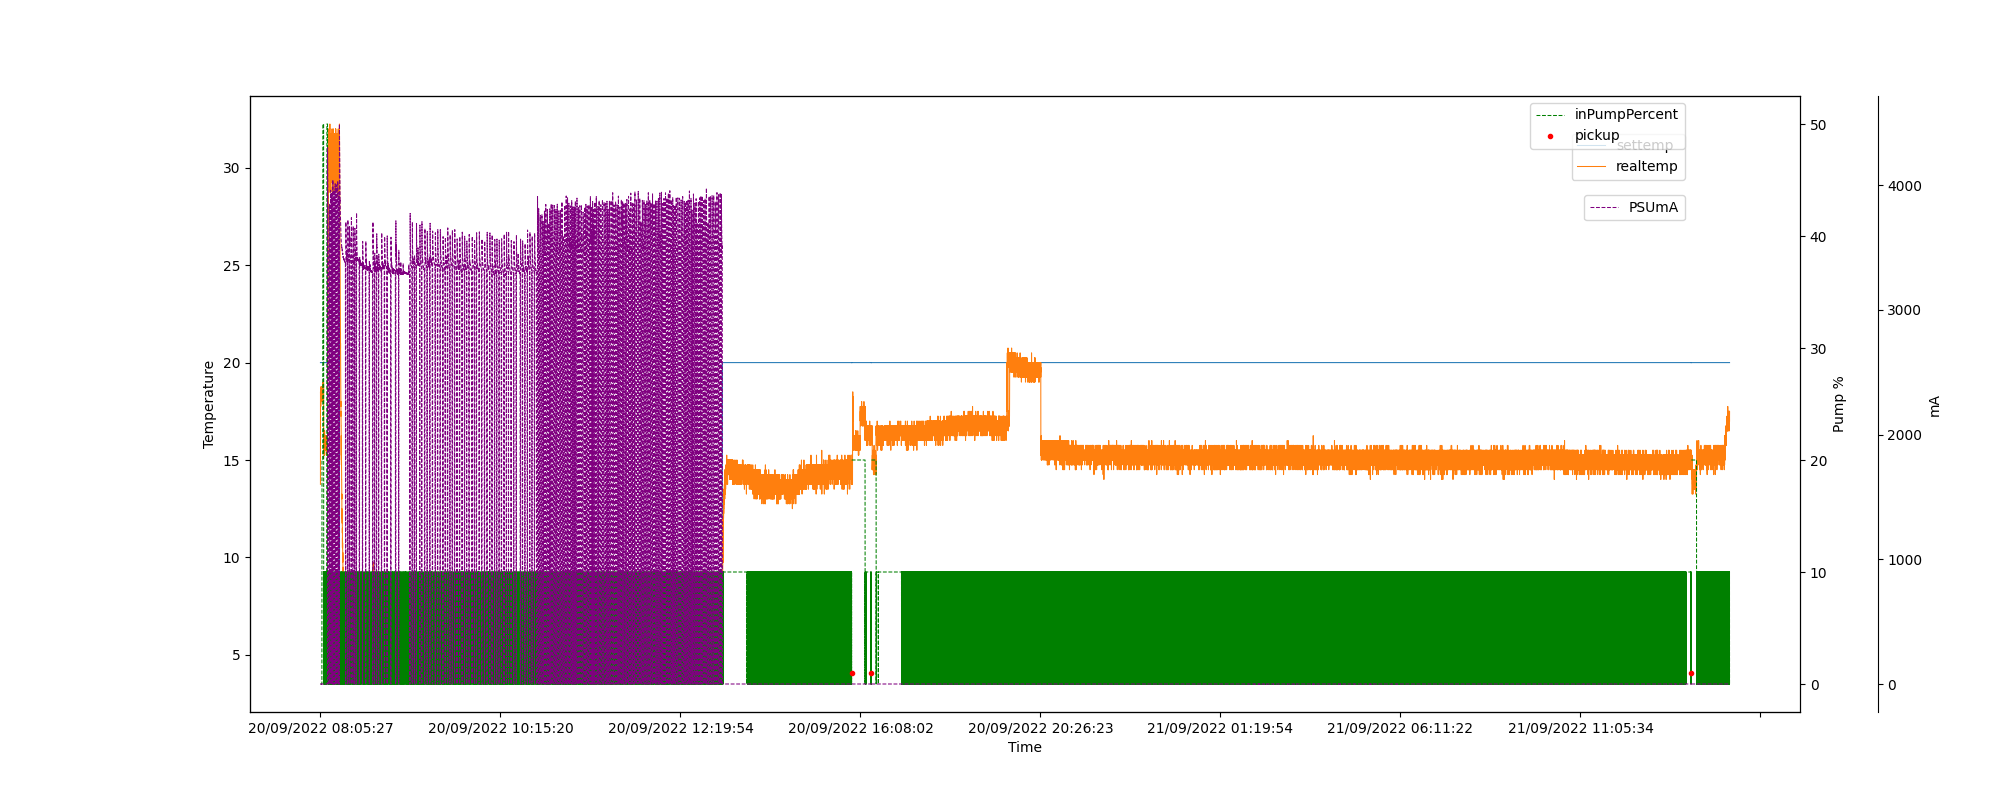 inPumpPercent
pickup
settemp
realtemp
PSUmA
30
25
20
15
10
5
Temperature
50
40
30
20
10
0
Pump %
4000
3000
2000
1000
0
mA
20/09/2022 08:05:27
20/09/2022 10:15:20
20/09/2022 12:19:54
20/09/2022 16:08:02
20/09/2022 20:26:23
21/09/2022 01:19:54
21/09/2022 06:11:22
21/09/2022 11:05:34
Time